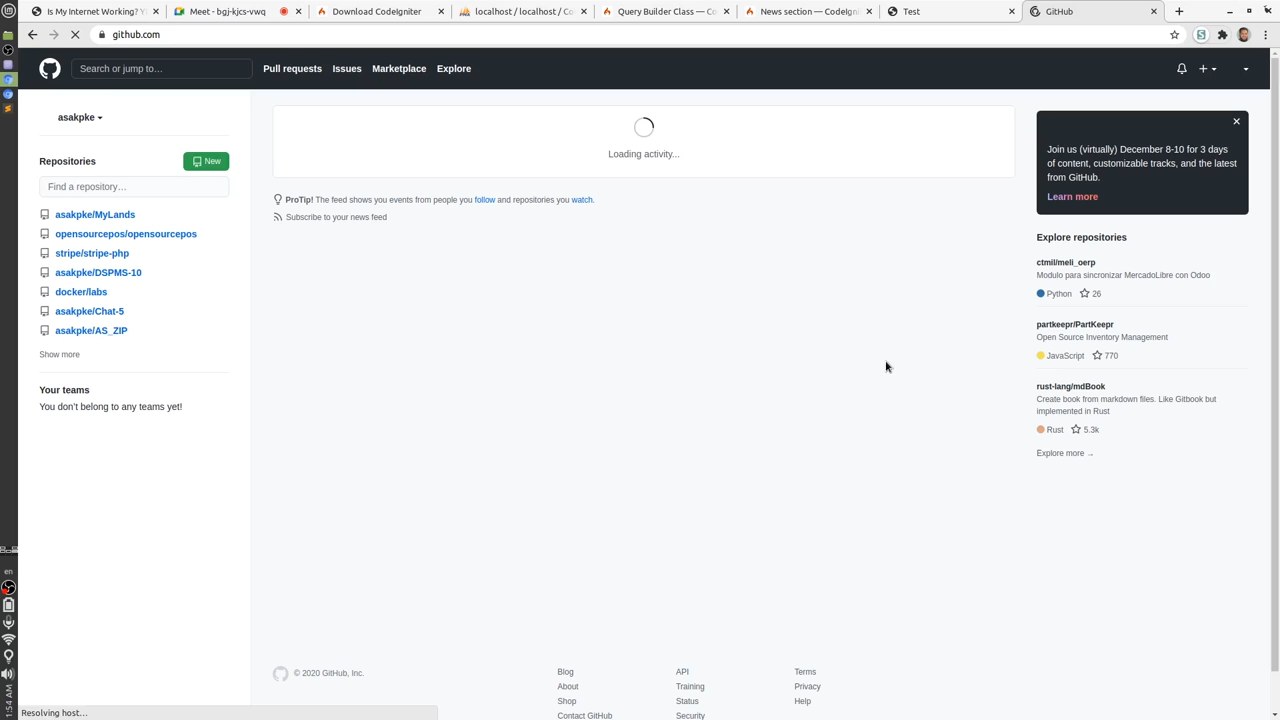 Is My Internet Working? Y
Meet - bgj-kjcs-vwq
Download CodeIgniter
localhost / localhost / Co
Query Builder Class — Co
News section — CodeIgni
Test
GitHub
github.com
Search or jump to…
Pull requests
Issues
Marketplace
Explore
asakpke
Repositories
New
Find a repository…
asakpke/MyLands
opensourcepos/opensourcepos
stripe/stripe-php
asakpke/DSPMS-10
docker/labs
asakpke/Chat-5
asakpke/AS_ZIP
Show more
Your teams
You don't belong to any teams yet!
Loading activity...
ProTip! The feed shows you events from people you follow and repositories you watch.
Subscribe to your news feed
Join us (virtually) December 8-10 for 3 days
of content, customizable tracks, and the latest
from GitHub.
Learn more
Explore repositories
ctmil/meli_oerp
Modulo para sincronizar MercadoLibre con Odoo
Python 26
partkeepr/PartKeepr
Open Source Inventory Management
JavaScript 770
rust-lang/mdBook
Create book from markdown files. Like Gitbook but
implemented in Rust
Rust 5.3k
Explore more →
© 2020 GitHub, Inc.
Blog
About
Shop
Contact GitHub
API
Training
Status
Security
Terms
Privacy
Help
Resolving host…
en
1:54 AM